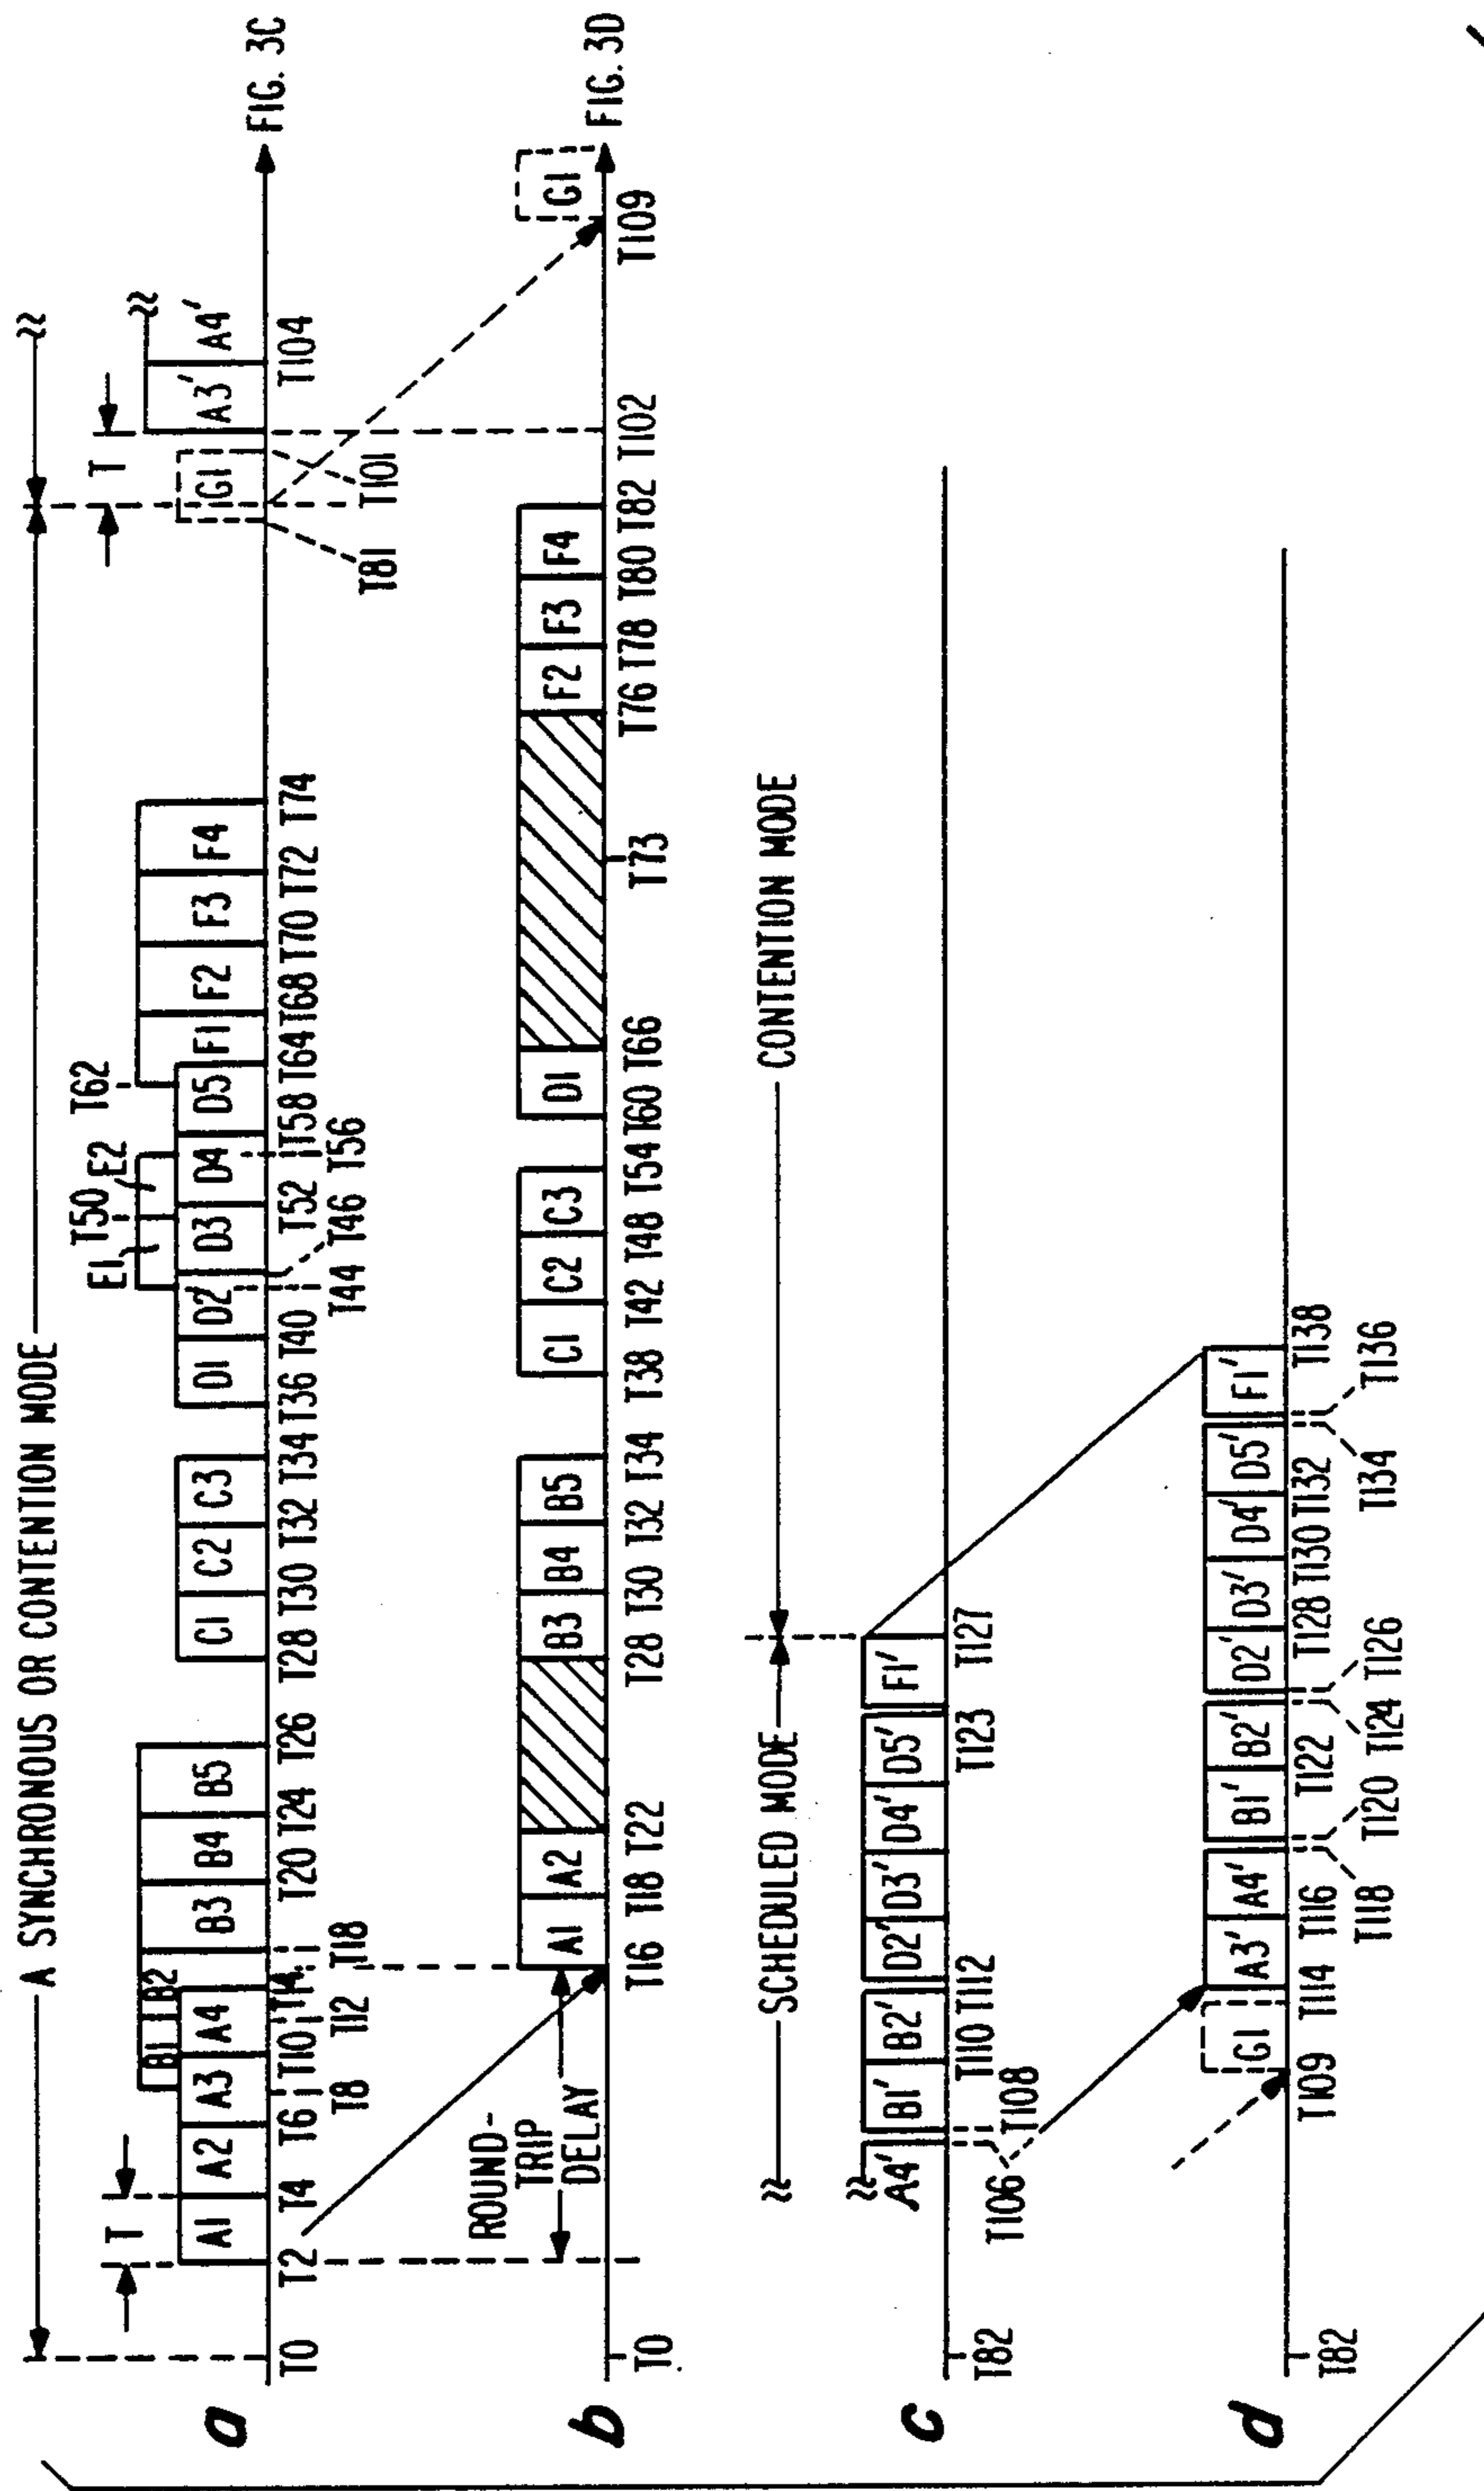 A SYNCHRONOUS OR CONTENTION MODE
a
T
A1 A2 A3 A4
B1 B2 B3 B4 B5
C1 C2 C3
D1 D2 D3 D4 D5
E1 T50 E2
T62
F1 F2 F3 F4
G1
T
A3' A4'
FIG. 3C
T0 T2 T4 T6 T10 T14 T20 T24 T26 T28 T30 T32 T34 T36 T40 T52 T58 T64 T68 T70 T72 T74 T104
T8 T12 T18 T44 T46 T56 T81 T101
b
ROUND-
TRIP
DELAY
A1 A2 B3 B4 B5 C1 C2 C3 D1 F2 F3 F4 G1
FIG. 3D
T0 T16 T18 T22 T28 T30 T32 T34 T38 T42 T48 T54 T60 T66 T73 T76 T78 T80 T82 T102 T109
SCHEDULED MODE
CONTENTION MODE
c
A4' B1' B2' D2' D3' D4' D5' F1'
T82 T106 T108 T110 T112 T123 T127
d
G1 A3' A4' B1' B2' D2' D3' D4' D5' F1'
T82 T109 T114 T116 T122 T128 T130 T132 T138
T118 T120 T124 T126 T134 T136